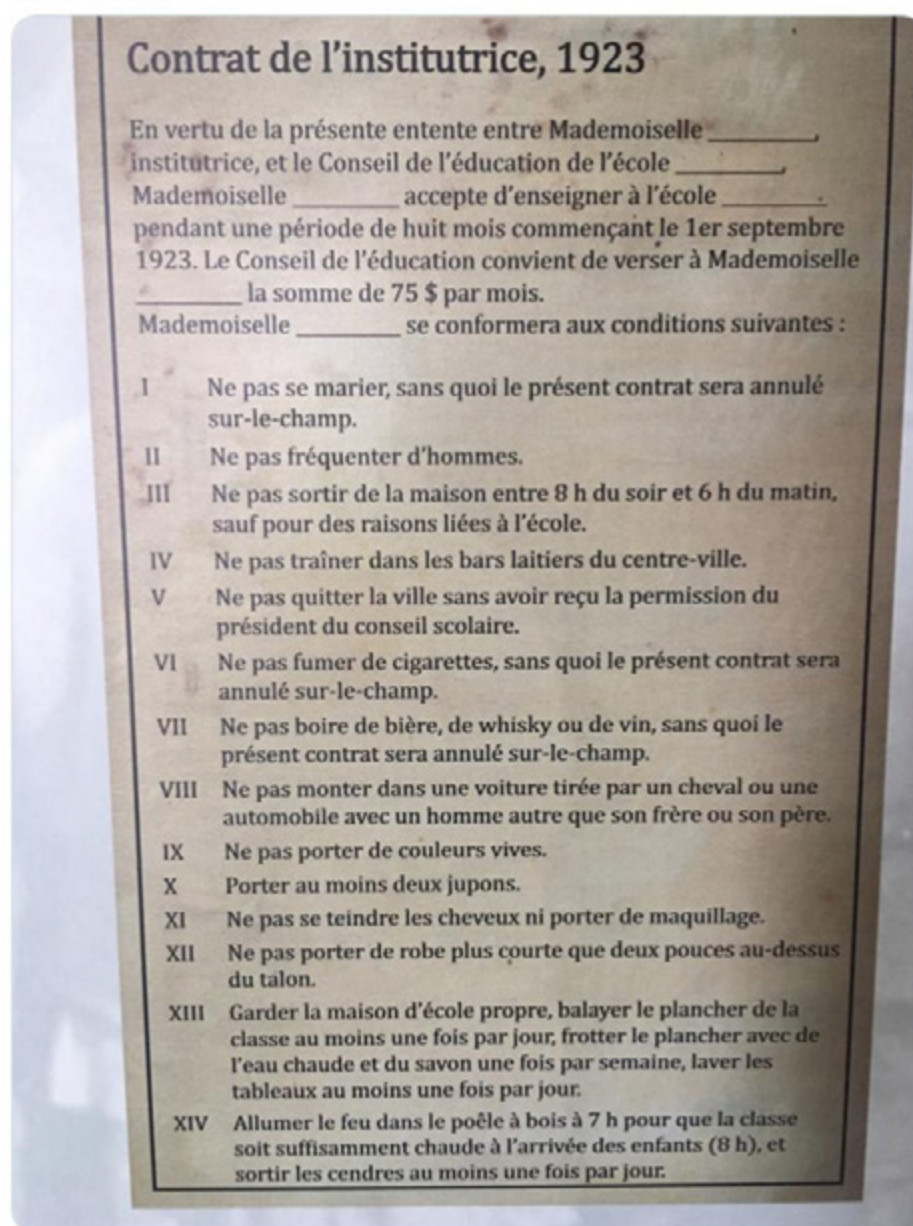 Contrat de l'institutrice, 1923
En vertu de la présente entente entre Mademoiselle ________,
institutrice, et le Conseil de l'éducation de l'école ________,
Mademoiselle ________ accepte d'enseigner à l'école ________.
pendant une période de huit mois commençant le 1er septembre
1923. Le Conseil de l'éducation convient de verser à Mademoiselle
________ la somme de 75 $ par mois.
Mademoiselle ________ se conformera aux conditions suivantes :
I Ne pas se marier, sans quoi le présent contrat sera annulé
sur-le-champ.
II Ne pas fréquenter d'hommes.
III Ne pas sortir de la maison entre 8 h du soir et 6 h du matin,
sauf pour des raisons liées à l'école.
IV Ne pas traîner dans les bars laitiers du centre-ville.
V Ne pas quitter la ville sans avoir reçu la permission du
président du conseil scolaire.
VI Ne pas fumer de cigarettes, sans quoi le présent contrat sera
annulé sur-le-champ.
VII Ne pas boire de bière, de whisky ou de vin, sans quoi le
présent contrat sera annulé sur-le-champ.
VIII Ne pas monter dans une voiture tirée par un cheval ou une
automobile avec un homme autre que son frère ou son père.
IX Ne pas porter de couleurs vives.
X Porter au moins deux jupons.
XI Ne pas se teindre les cheveux ni porter de maquillage.
XII Ne pas porter de robe plus courte que deux pouces au-dessus
du talon.
XIII Garder la maison d'école propre, balayer le plancher de la
classe au moins une fois par jour, frotter le plancher avec de
l'eau chaude et du savon une fois par semaine, laver les
tableaux au moins une fois par jour.
XIV Allumer le feu dans le poêle à bois à 7 h pour que la classe
soit suffisamment chaude à l'arrivée des enfants (8 h), et
sortir les cendres au moins une fois par jour.